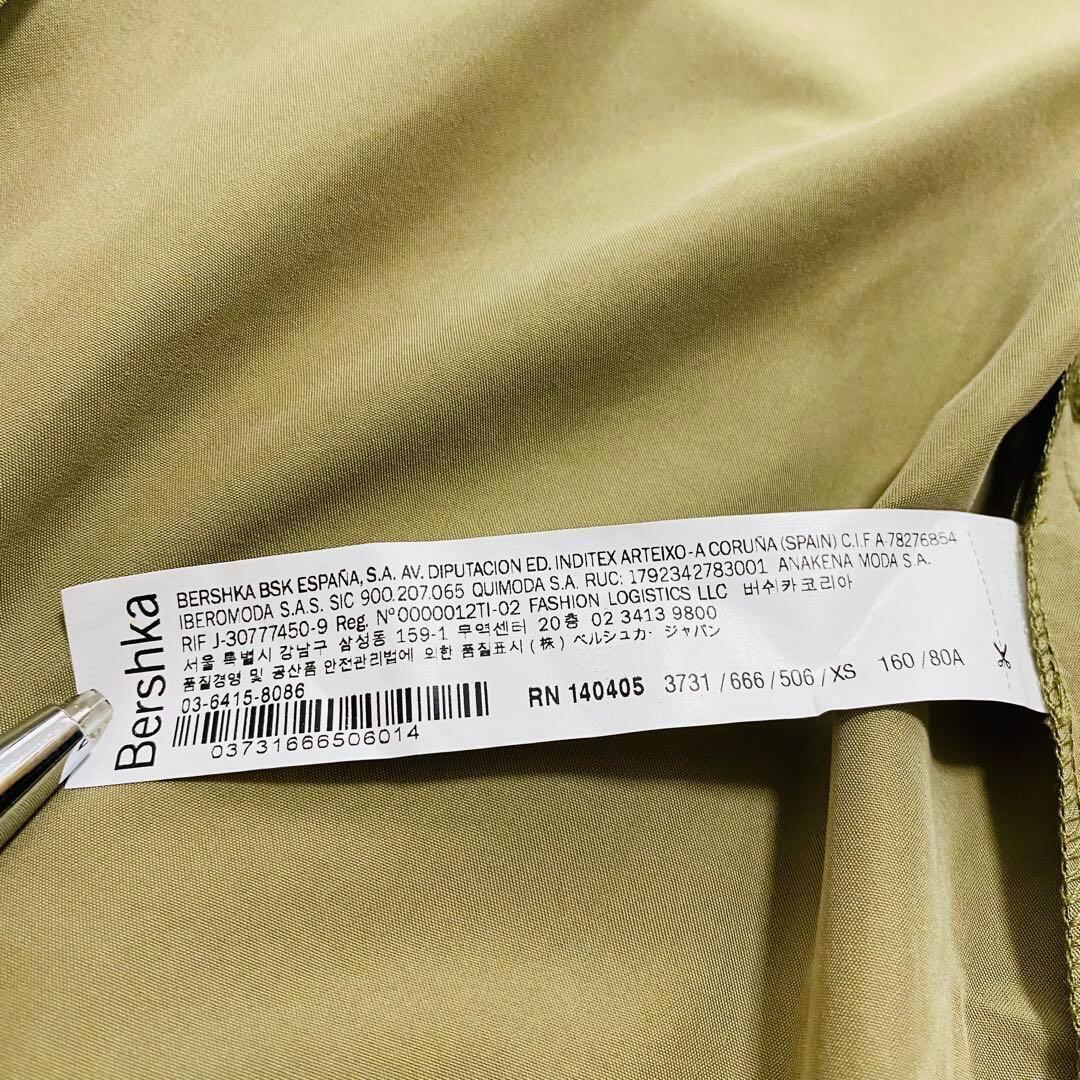 Bershka
BERSHKA BSK ESPAÑA, S.A. AV. DIPUTACION ED. INDITEX ARTEIXO - A CORUÑA (SPAIN) C.I.F A-78276854
IBEROMODA S.A.S. SIC 900.207.065 QUIMODA S.A. RUC: 1792342783001 ANAKENA MODA S.A.
RIF J-30777450-9 Reg. Nº0000012TI-02 FASHION LOGISTICS LLC 버쉬카코리아
서울 특별시 강남구 삼성동 159-1 무역센터 20층 02 3413 9800
품질경영 및 공산품 안전관리법에 의한 품질표시 (株) ベルシュカ・ジャパン
03-6415-8086
03731666506014
RN 140405 3731 / 666 / 506 / XS 160 / 80A